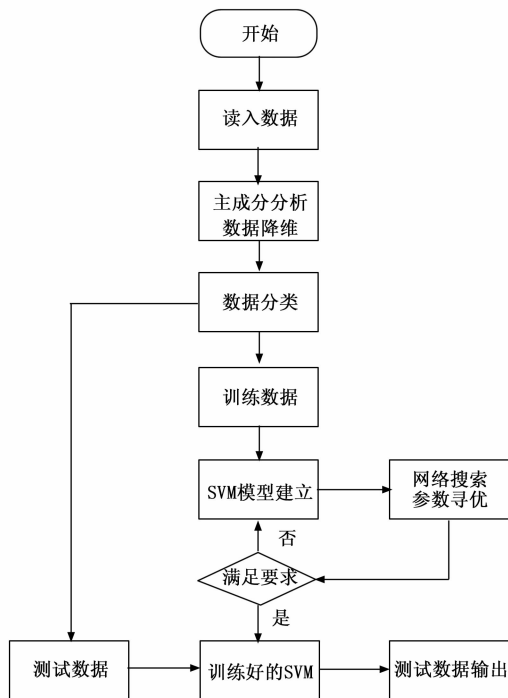 开始
读入数据
主成分分析
数据降维
数据分类
训练数据
SVM模型建立
网络搜索
参数寻优
否
满足要求
是
测试数据
训练好的SVM
测试数据输出